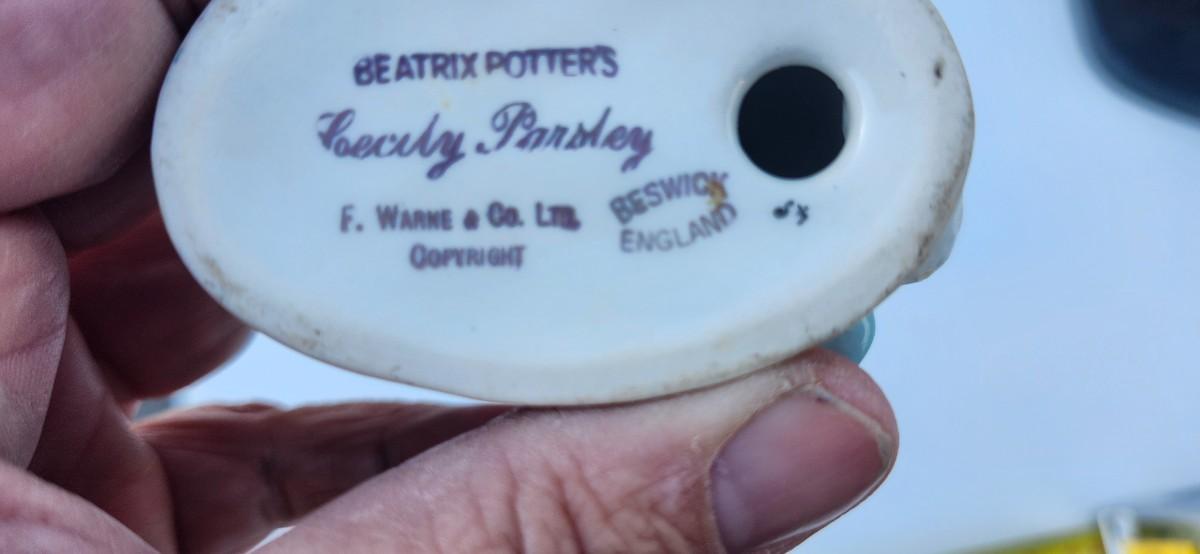 BEATRIX POTTER'S
Cecily Parsley
F. WARNE & CO. LTD.
COPYRIGHT
BESWICK
ENGLAND